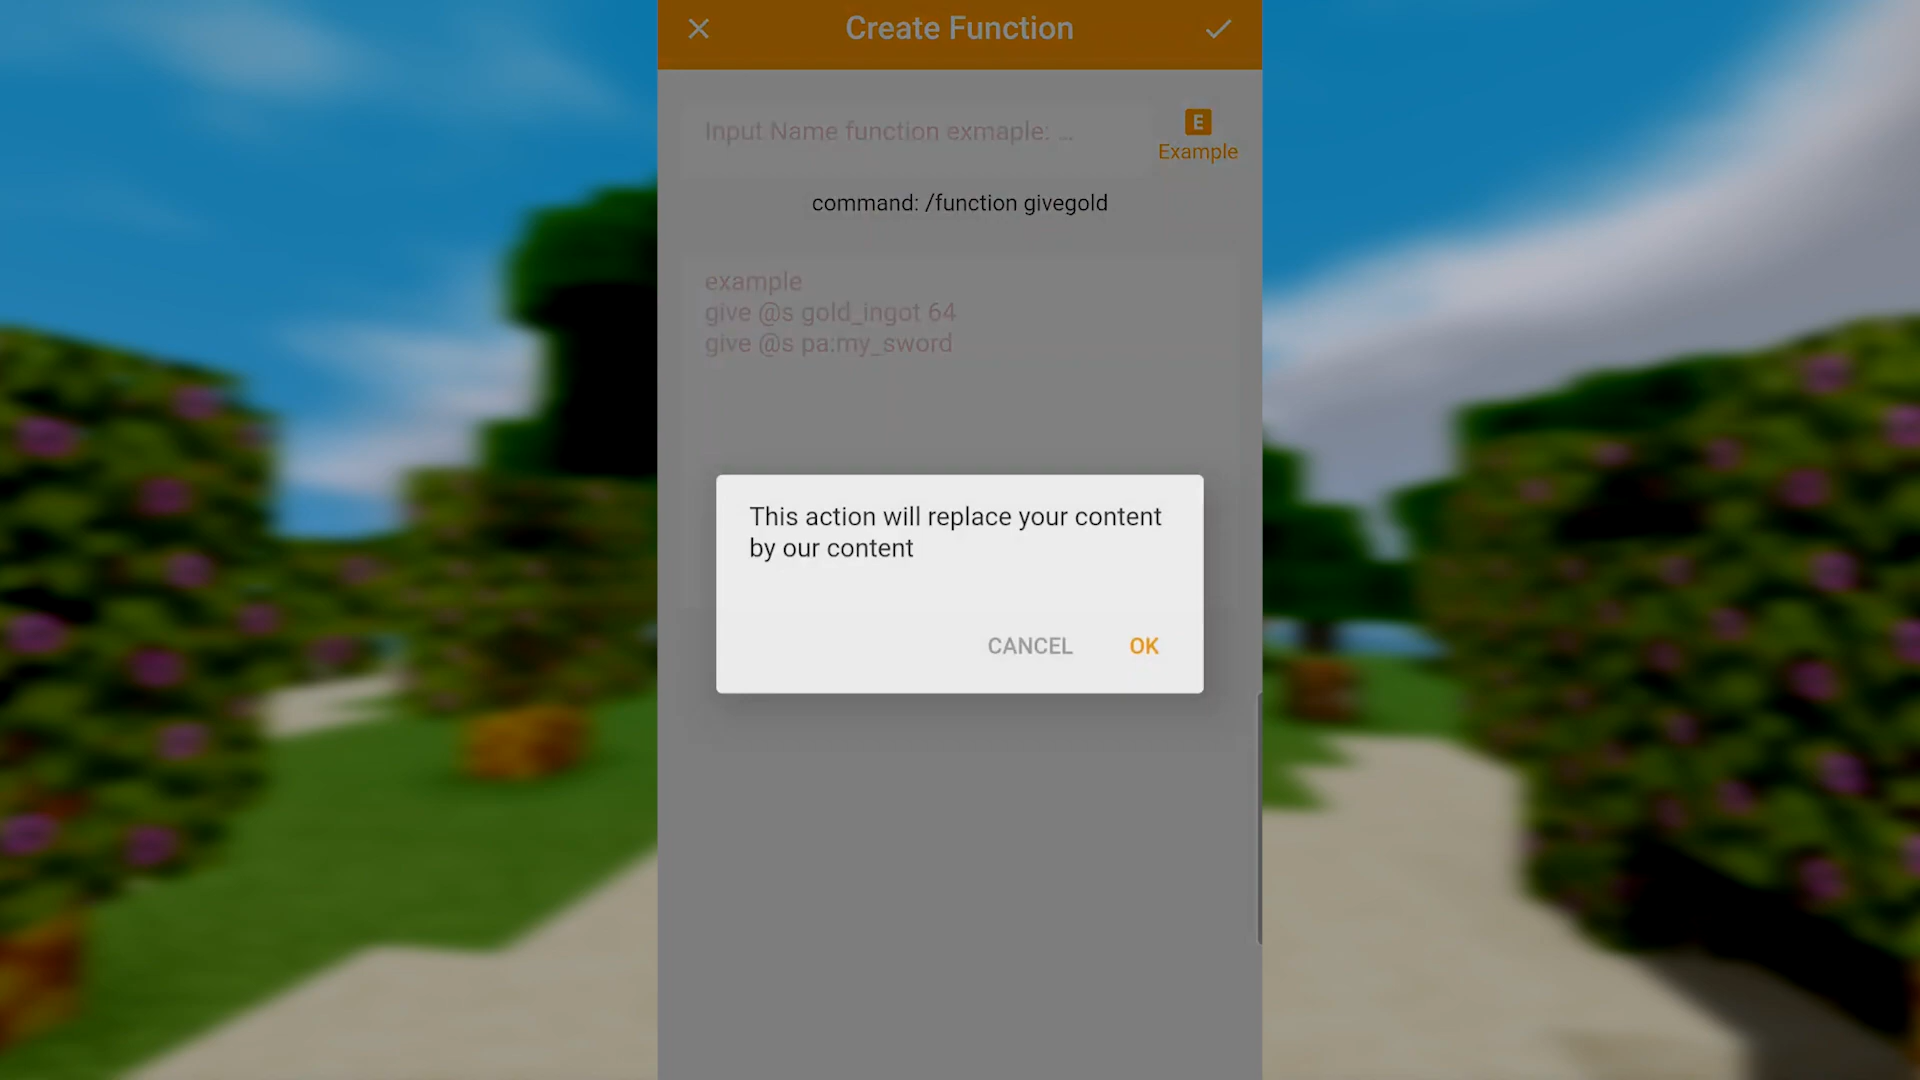 Create Function
Input Name function exmaple: ...
E
Example
command: /function givegold
example
give @s gold_ingot 64
give @s pa:my_sword
This action will replace your content
by our content
CANCEL
OK